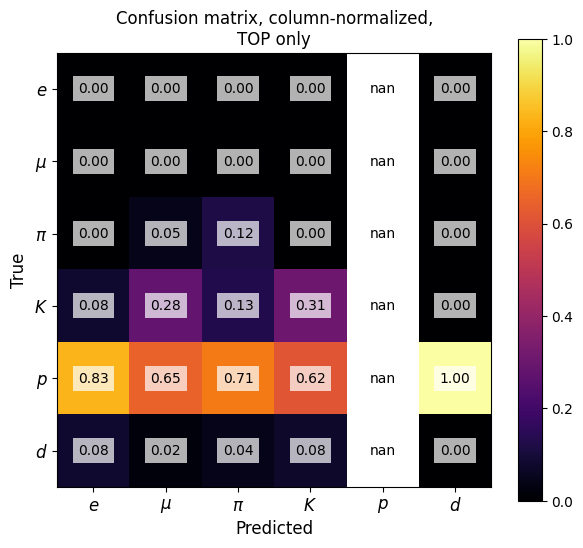 Confusion matrix, column-normalized,
TOP only
e 0.00 0.00 0.00 0.00 nan 0.00
μ 0.00 0.00 0.00 0.00 nan 0.00
π 0.00 0.05 0.12 0.00 nan 0.00
K 0.08 0.28 0.13 0.31 nan 0.00
p 0.83 0.65 0.71 0.62 nan 1.00
d 0.08 0.02 0.04 0.08 nan 0.00
e μ π K p d
True
Predicted
1.0
0.8
0.6
0.4
0.2
0.0